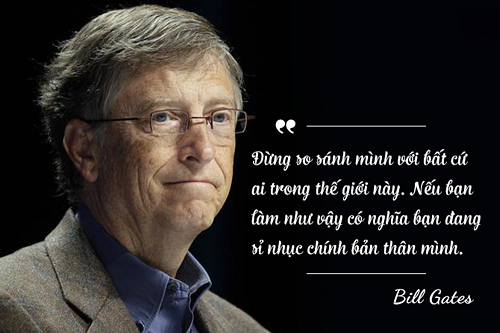 Đừng so sánh mình với bất cứ
ai trong thế giới này. Nếu bạn
làm như vậy có nghĩa bạn đang
sỉ nhục chính bản thân mình.
Bill Gates